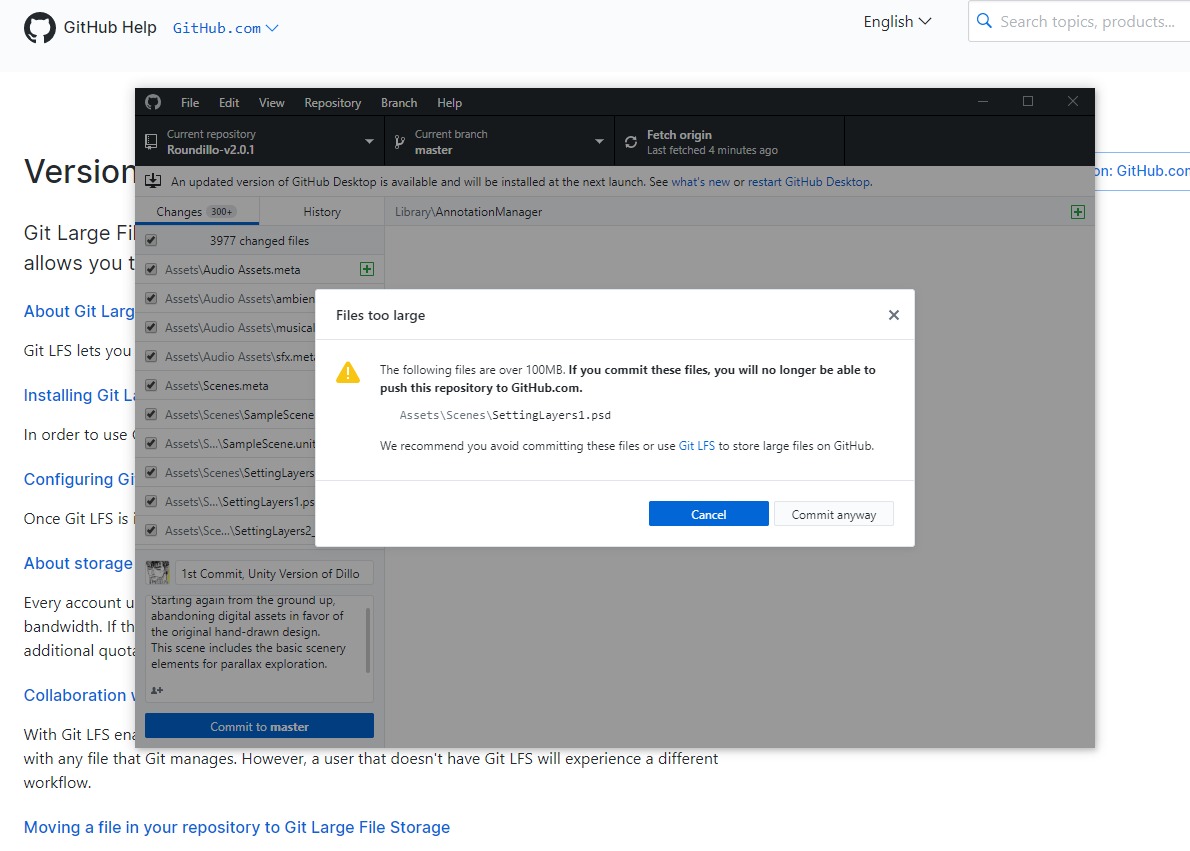 GitHub Help GitHub.com
English
Search topics, products...
File Edit View Repository Branch Help
Current repository
Roundillo-v2.0.1
Current branch
master
Fetch origin
Last fetched 4 minutes ago
An updated version of GitHub Desktop is available and will be installed at the next launch. See what's new or restart GitHub Desktop.
Changes 300+ History
Library\AnnotationManager
3977 changed files
Assets\Audio Assets.meta
Assets\Audio Assets\ambien
Assets\Audio Assets\musical
Assets\Audio Assets\sfx.meta
Assets\Scenes.meta
Assets\Scenes\SampleScene
Assets\S...\SampleScene.unit
Assets\Scenes\SettingLayers
Assets\S...\SettingLayers1.ps
Assets\Sce...\SettingLayers2_
1st Commit, Unity Version of Dillo
Starting again from the ground up,
abandoning digital assets in favor of
the original hand-drawn design.
This scene includes the basic scenery
elements for parallax exploration.
Commit to master
Files too large
The following files are over 100MB. If you commit these files, you will no longer be able to
push this repository to GitHub.com.
Assets\Scenes\SettingLayers1.psd
We recommend you avoid committing these files or use Git LFS to store large files on GitHub.
Cancel Commit anyway
Version
on: GitHub.com
Git Large Fil
allows you t
About Git Larg
Git LFS lets you
Installing Git La
In order to use
Configuring Gi
Once Git LFS is i
About storage
Every account u
bandwidth. If th
additional quota
Collaboration w
With Git LFS ena
with any file that Git manages. However, a user that doesn't have Git LFS will experience a different
workflow.
Moving a file in your repository to Git Large File Storage